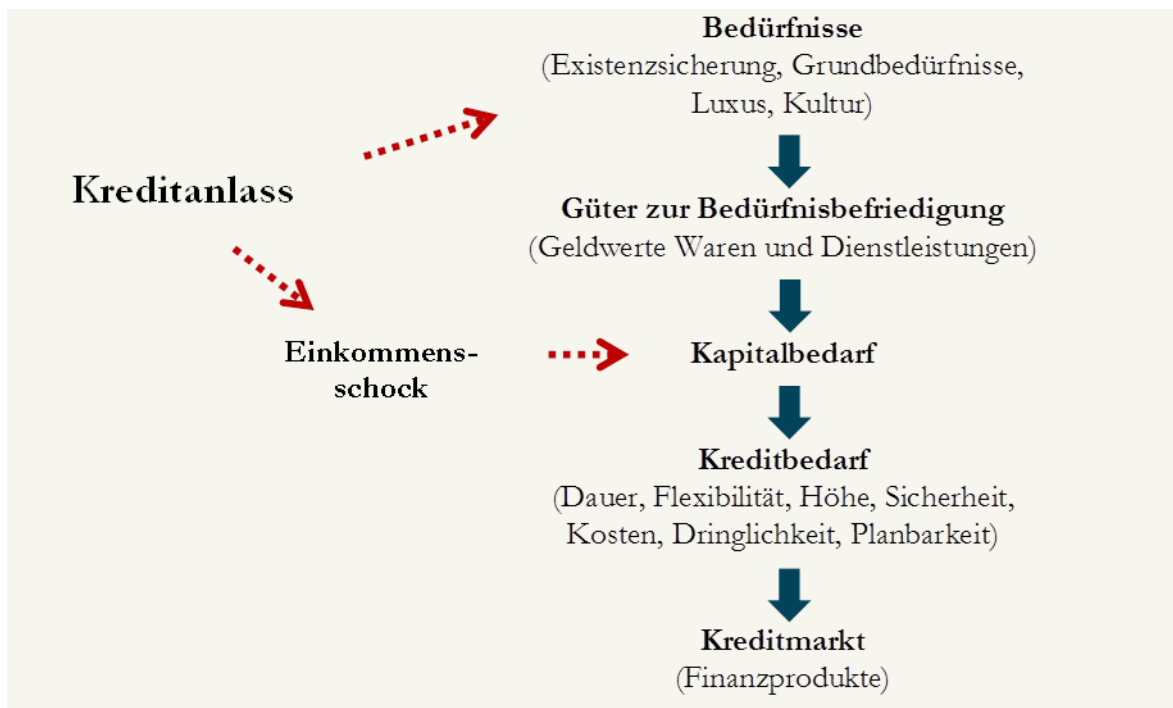 Bedürfnisse
(Existenzsicherung, Grundbedürfnisse,
Luxus, Kultur)
Kreditanlass
Güter zur Bedürfnisbefriedigung
(Geldwerte Waren und Dienstleistungen)
Einkommens-
schock
Kapitalbedarf
Kreditbedarf
(Dauer, Flexibilität, Höhe, Sicherheit,
Kosten, Dringlichkeit, Planbarkeit)
Kreditmarkt
(Finanzprodukte)